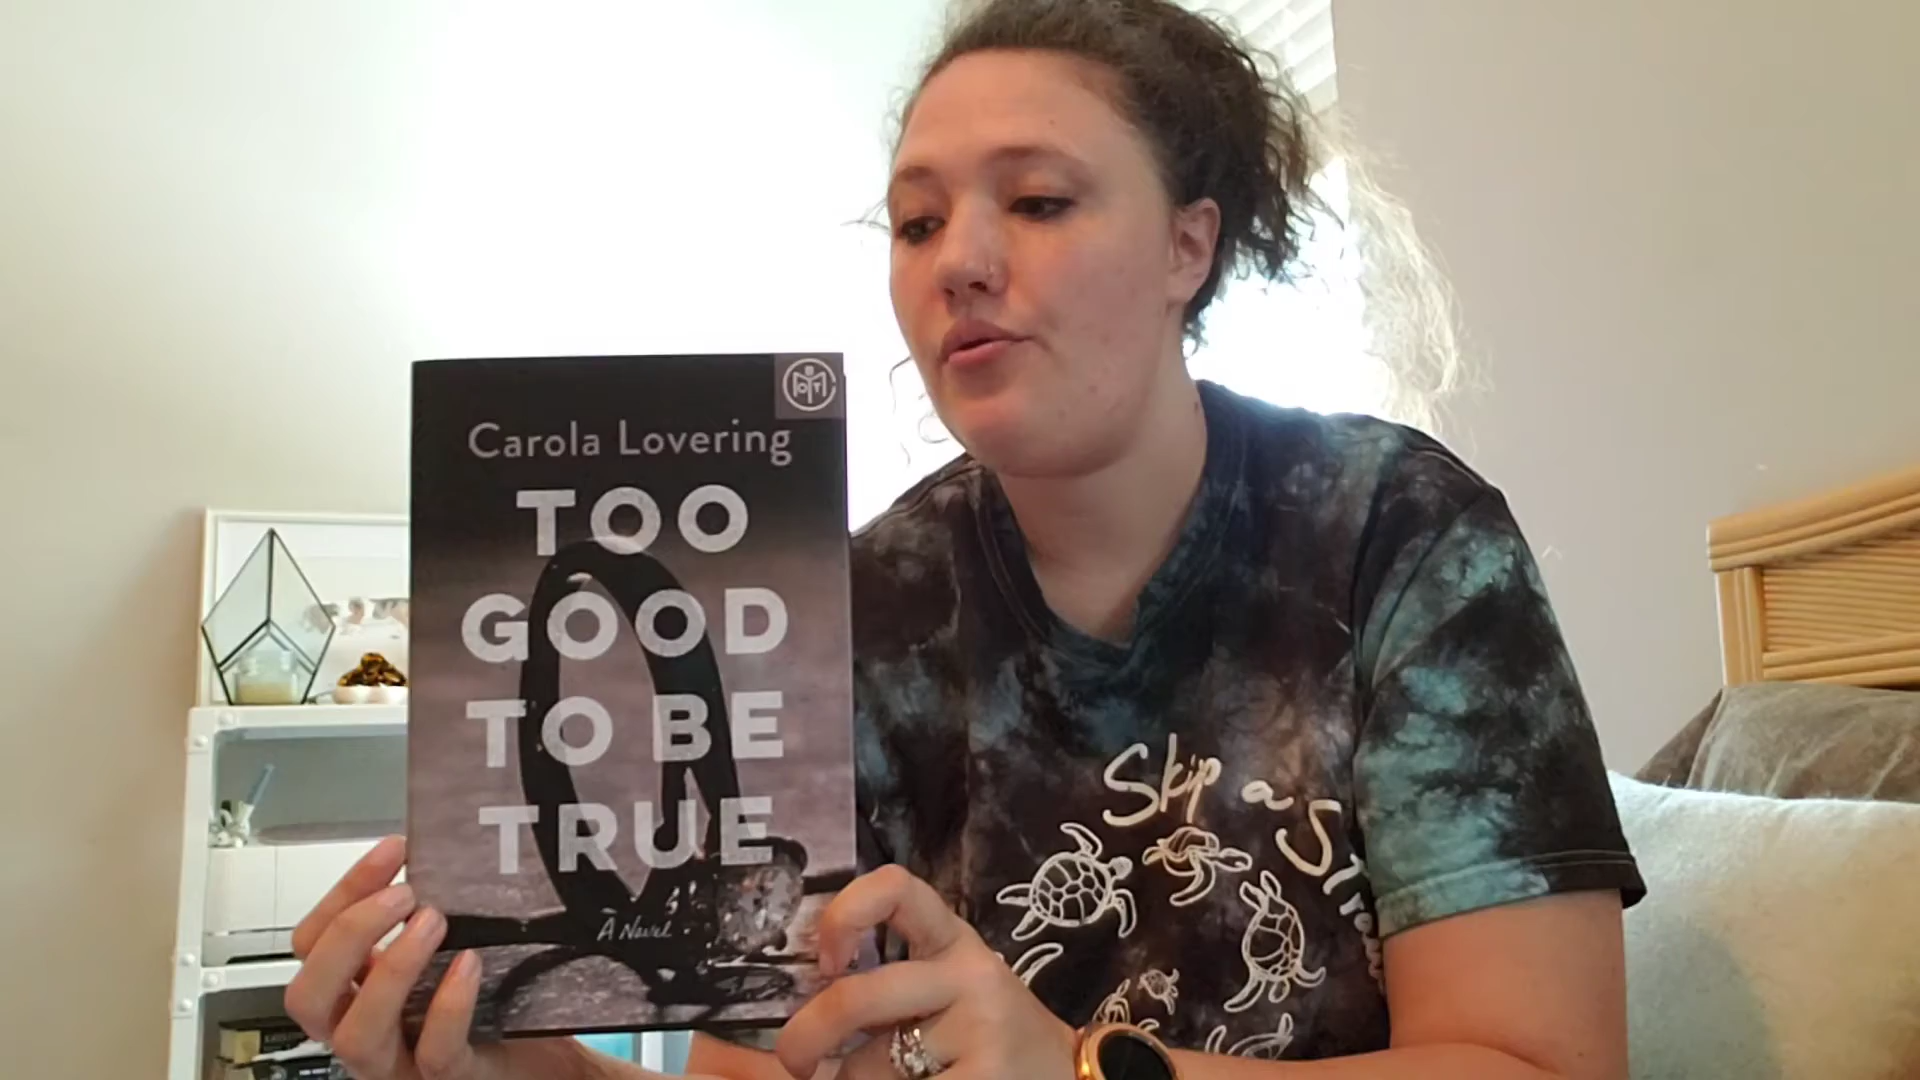 Carola Lovering
TOO
GOOD
TO BE
TRUE
A Novel
Skip a